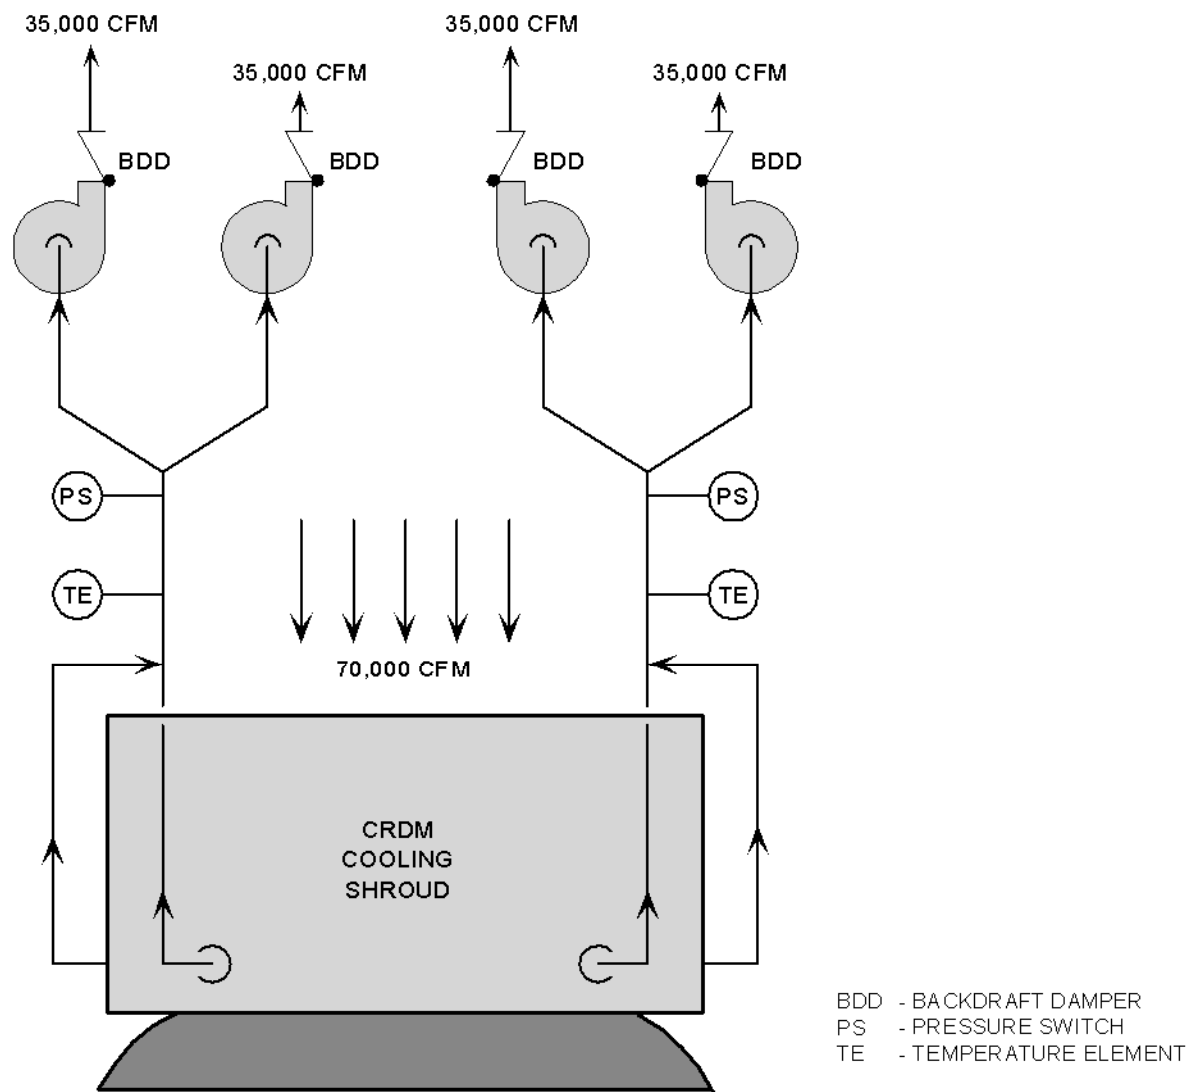 35,000 CFM
35,000 CFM
35,000 CFM
35,000 CFM
BDD
BDD
BDD
BDD
PS
PS
TE
TE
70,000 CFM
CRDM
COOLING
SHROUD
BDD - BACKDRAFT DAMPER
PS - PRESSURE SWITCH
TE - TEMPERATURE ELEMENT